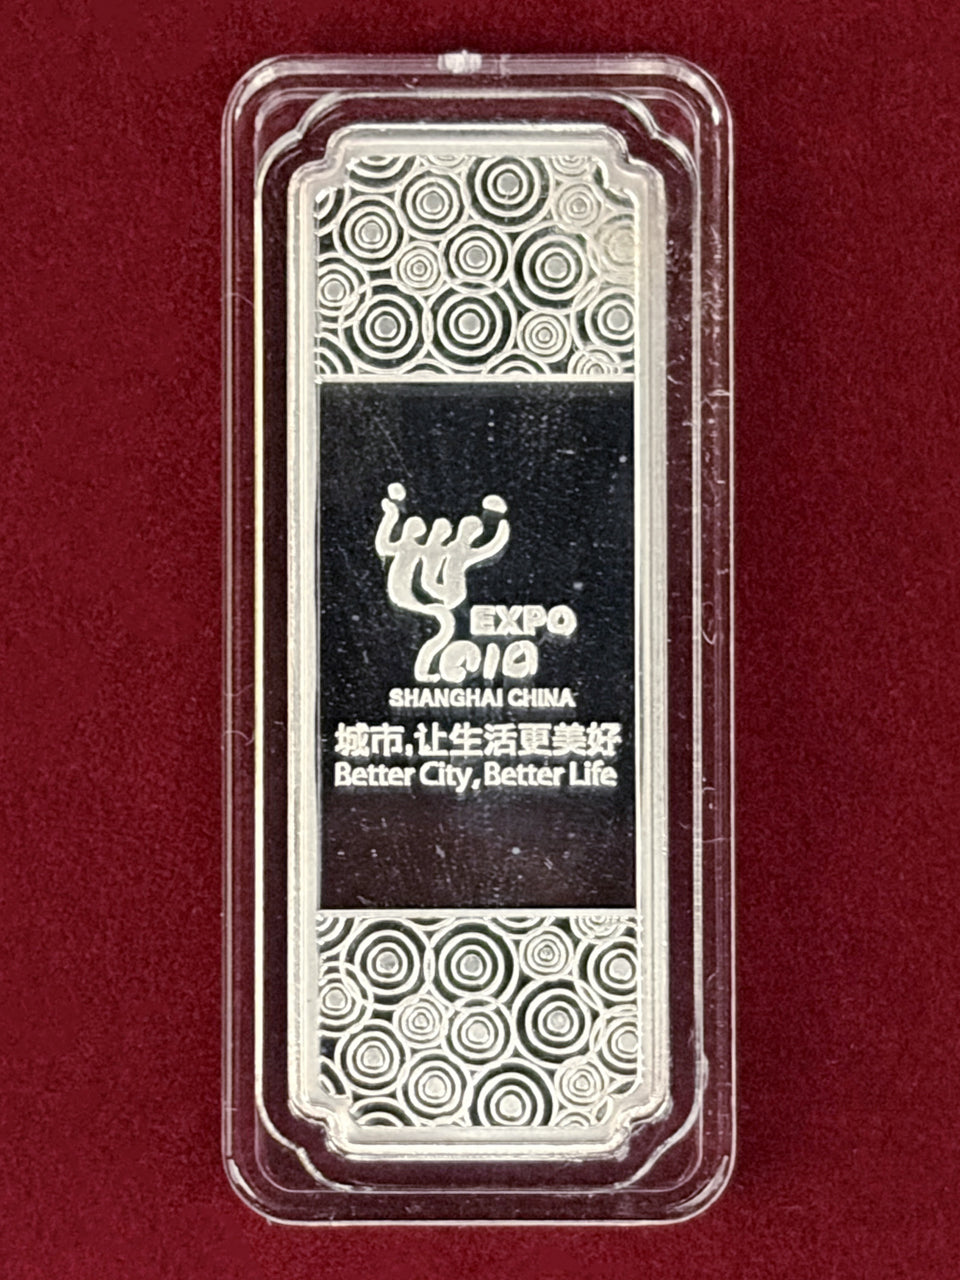 EXPO
2010
SHANGHAI CHINA
城市,让生活更美好
Better City, Better Life